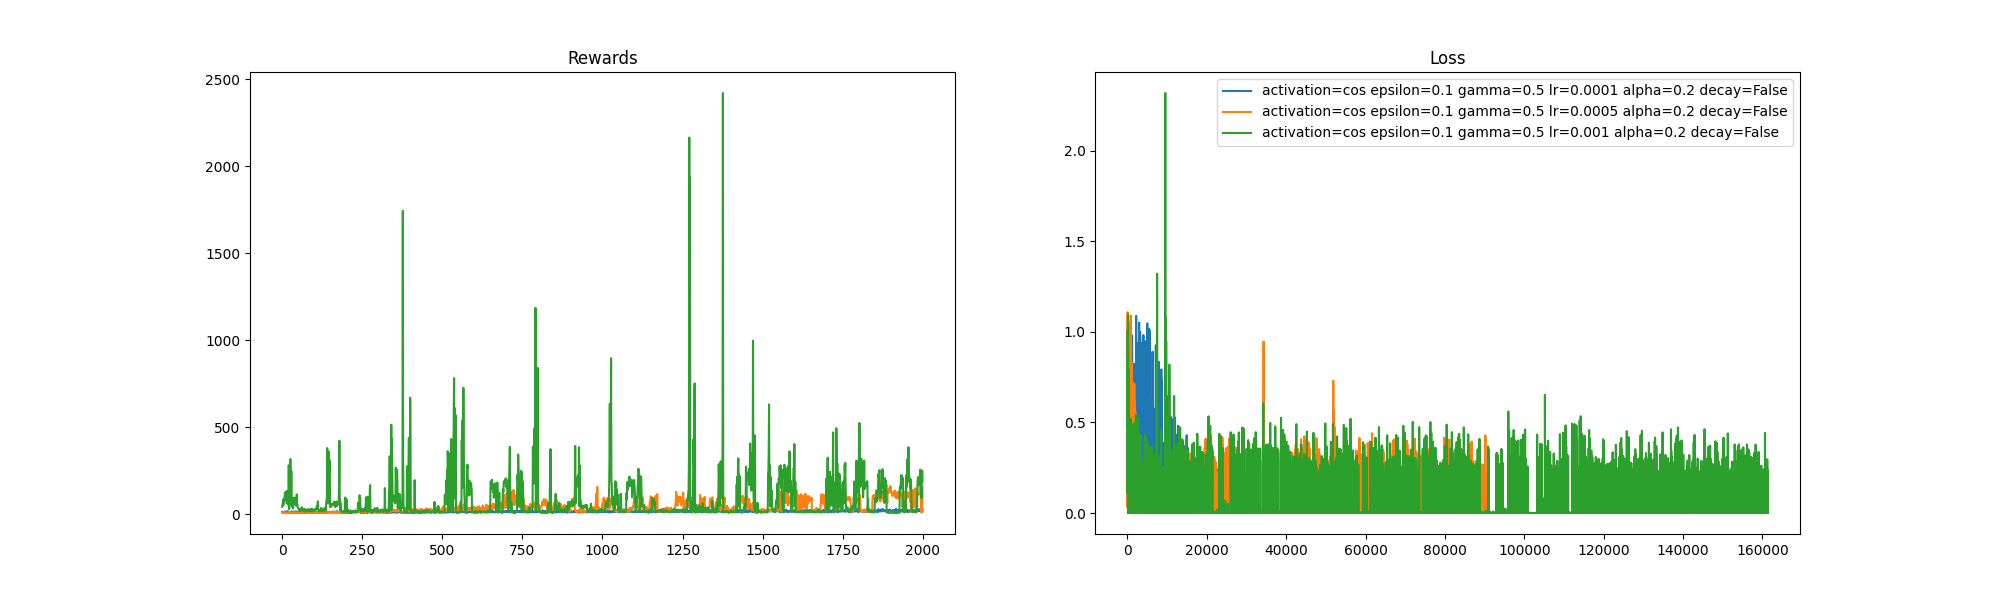 Rewards
2500
2000
1500
1000
500
0
0 250 500 750 1000 1250 1500 1750 2000
Loss
activation=cos epsilon=0.1 gamma=0.5 lr=0.0001 alpha=0.2 decay=False
activation=cos epsilon=0.1 gamma=0.5 lr=0.0005 alpha=0.2 decay=False
activation=cos epsilon=0.1 gamma=0.5 lr=0.001 alpha=0.2 decay=False
2.0
1.5
1.0
0.5
0.0
0 20000 40000 60000 80000 100000 120000 140000 160000